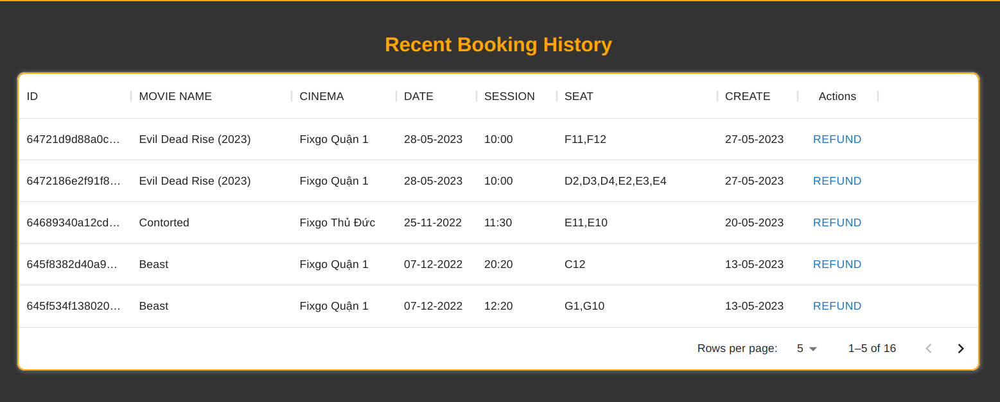 Recent Booking History
ID MOVIE NAME CINEMA DATE SESSION SEAT CREATE Actions
64721d9d88a0c… Evil Dead Rise (2023) Fixgo Quận 1 28-05-2023 10:00 F11,F12 27-05-2023 REFUND
6472186e2f91f8… Evil Dead Rise (2023) Fixgo Quận 1 28-05-2023 10:00 D2,D3,D4,E2,E3,E4 27-05-2023 REFUND
64689340a12cd… Contorted Fixgo Thủ Đức 25-11-2022 11:30 E11,E10 20-05-2023 REFUND
645f8382d40a9… Beast Fixgo Quận 1 07-12-2022 20:20 C12 13-05-2023 REFUND
645f534f138020… Beast Fixgo Quận 1 07-12-2022 12:20 G1,G10 13-05-2023 REFUND
Rows per page: 5 1–5 of 16